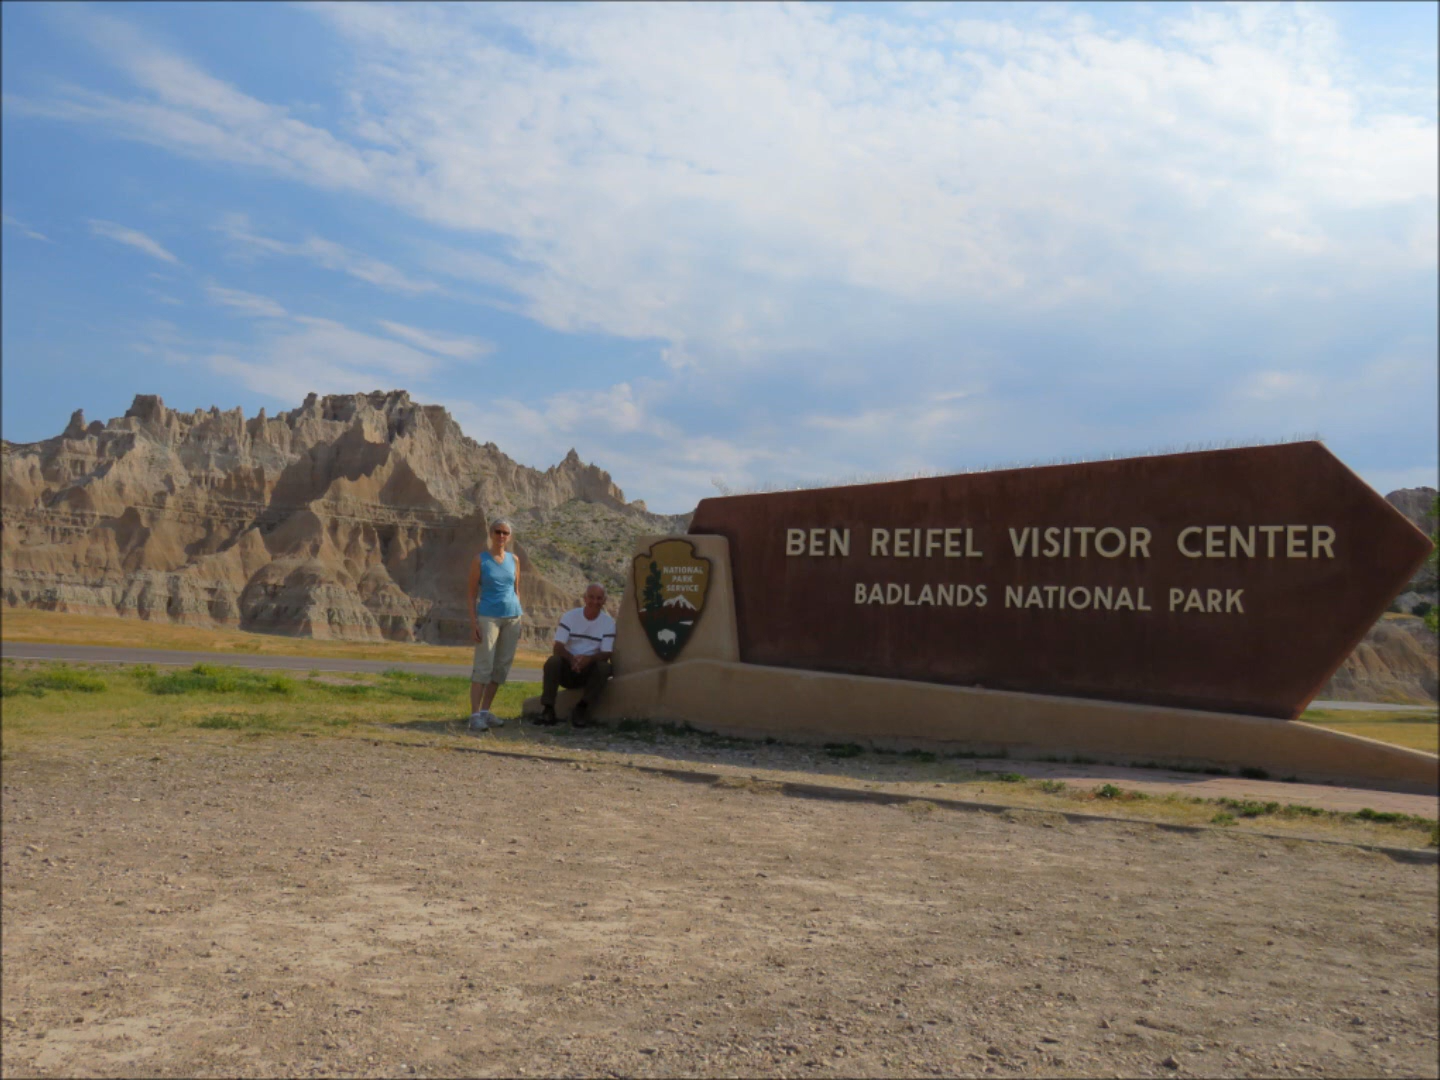 NATIONAL
PARK
SERVICE
BEN REIFEL VISITOR CENTER
BADLANDS NATIONAL PARK